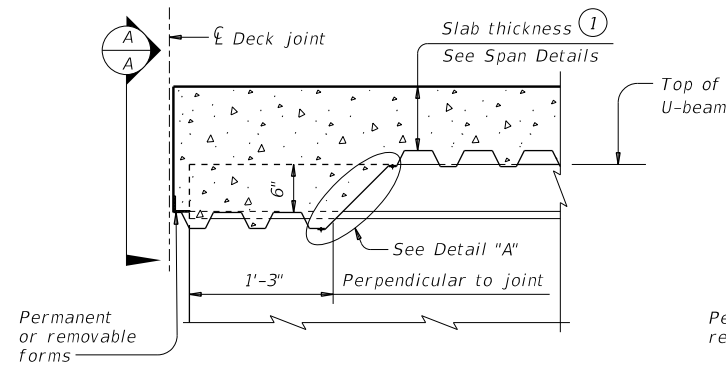 A
A
℄ Deck joint
Slab thickness 1
See Span Details
Top of
U-beam
6"
See Detail "A"
1'-3"
Perpendicular to joint
Permanent
or removable
forms
Pe
re